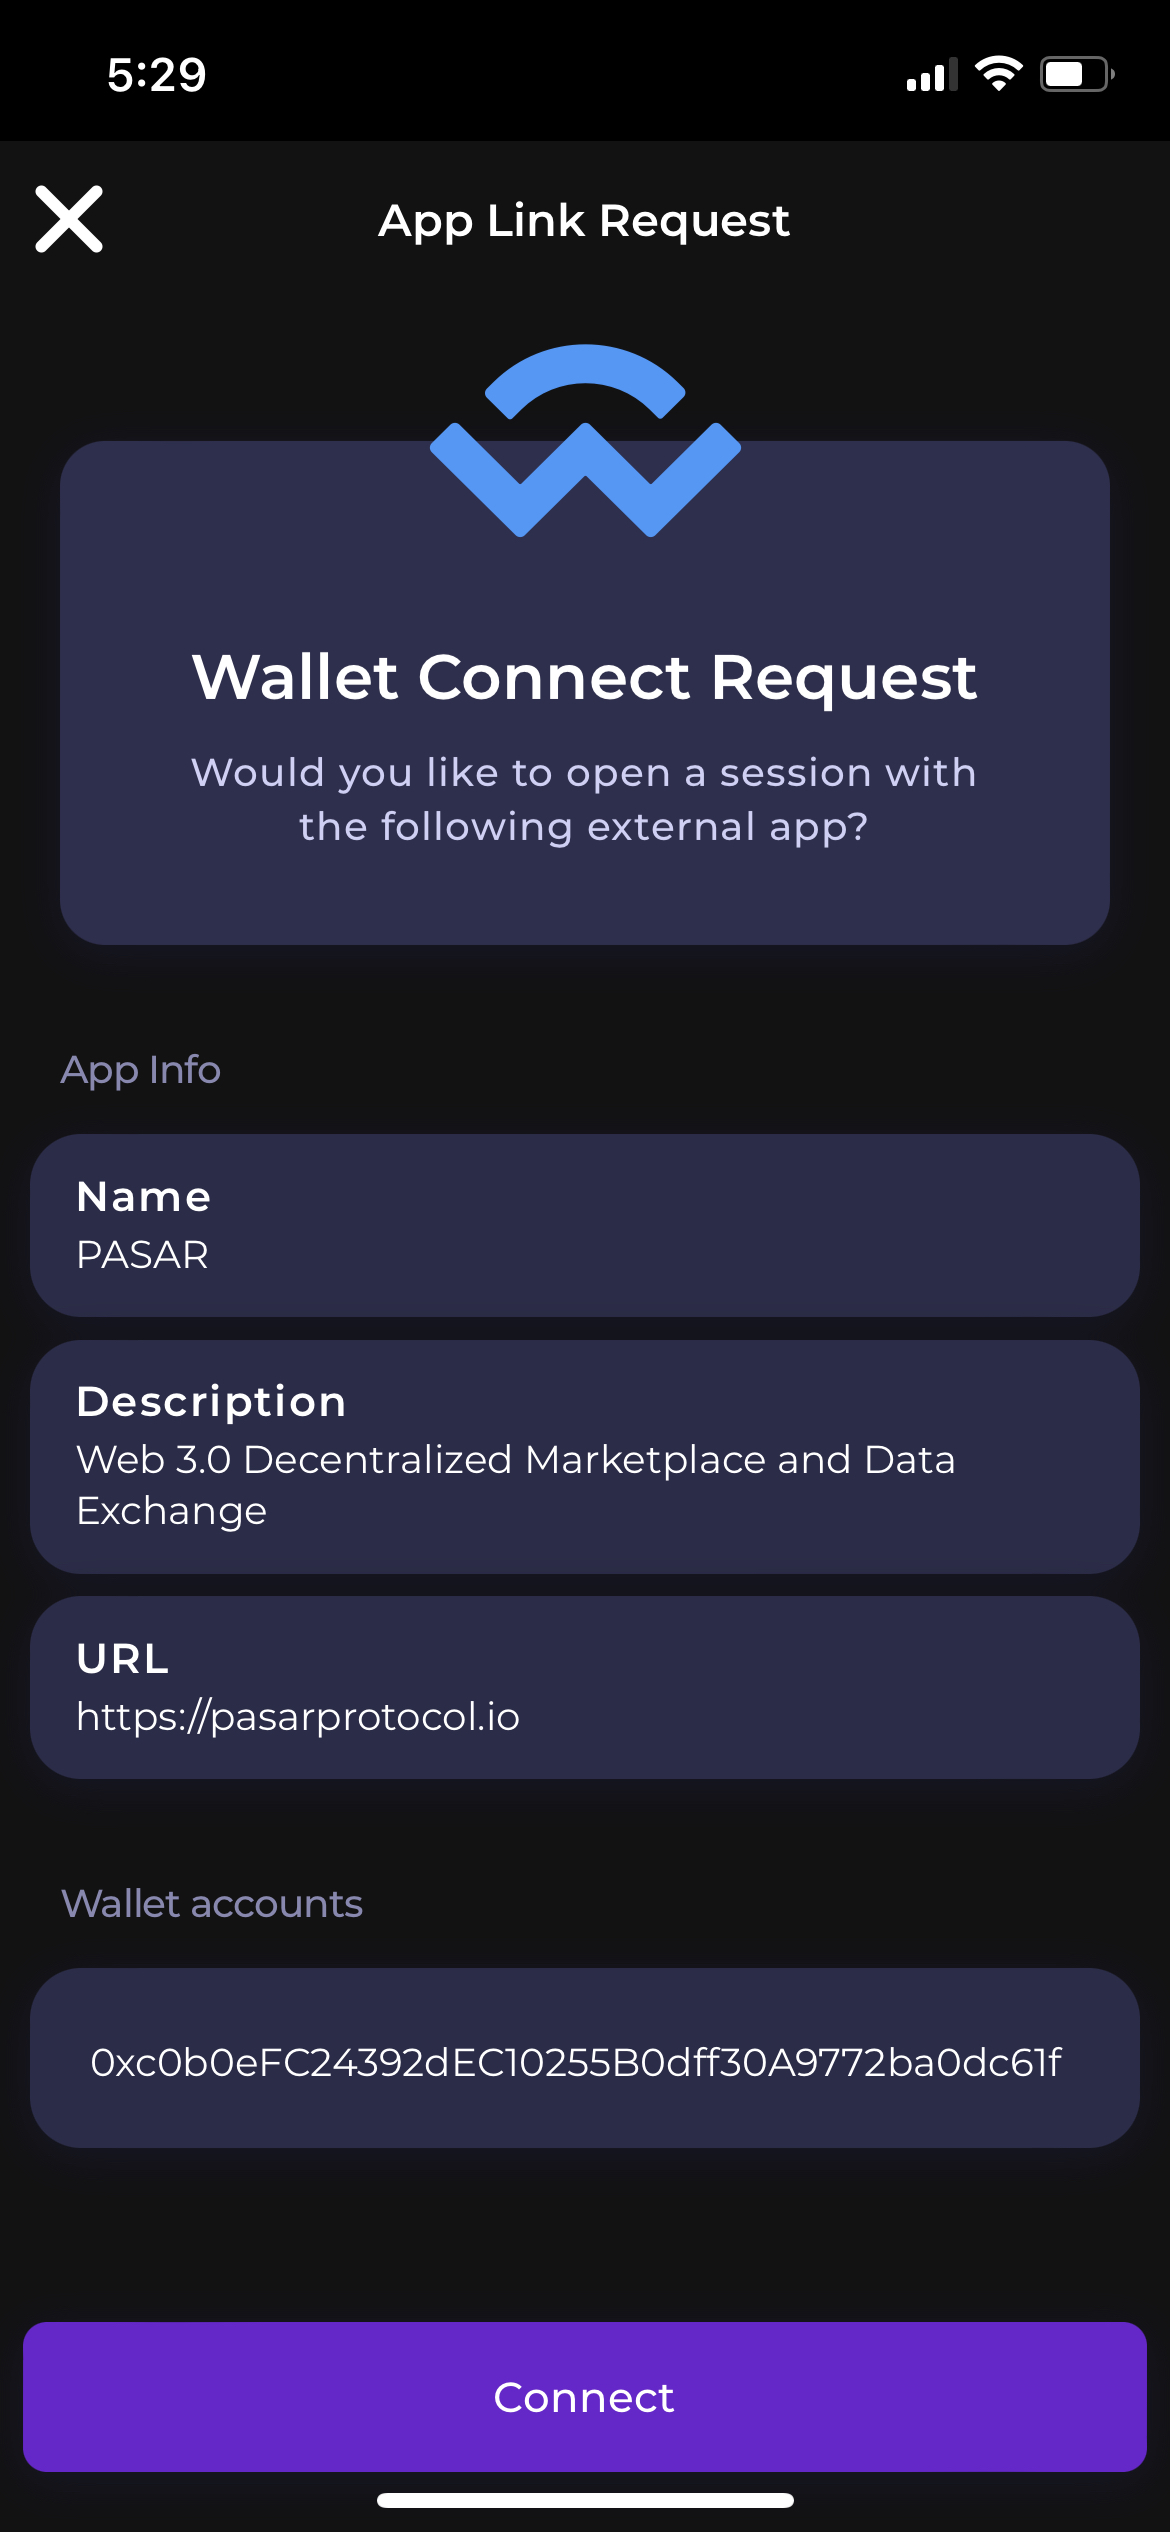 5:29
App Link Request
Wallet Connect Request
Would you like to open a session with
the following external app?
App Info
Name
PASAR
Description
Web 3.0 Decentralized Marketplace and Data
Exchange
URL
https://pasarprotocol.io
Wallet accounts
0xc0b0eFC24392dEC10255B0dff30A9772ba0dc61f
Connect